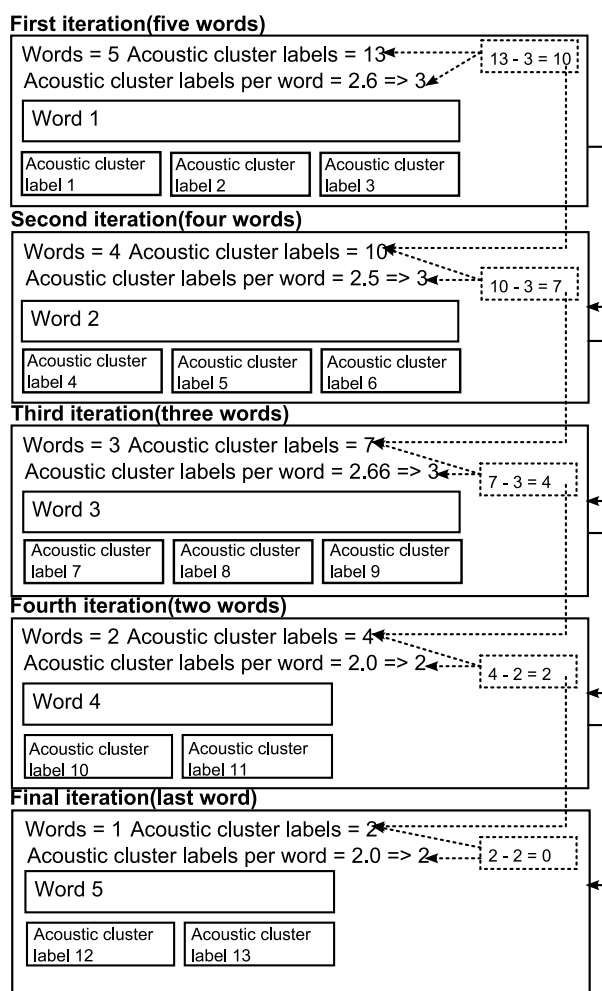 First iteration(five words)
Words = 5 Acoustic cluster labels = 13
13 - 3 = 10
Acoustic cluster labels per word = 2.6 => 3
Word 1
Acoustic cluster
label 1
Acoustic cluster
label 2
Acoustic cluster
label 3
Second iteration(four words)
Words = 4 Acoustic cluster labels = 10
Acoustic cluster labels per word = 2.5 => 3
10 - 3 = 7
Word 2
Acoustic cluster
label 4
Acoustic cluster
label 5
Acoustic cluster
label 6
Third iteration(three words)
Words = 3 Acoustic cluster labels = 7
Acoustic cluster labels per word = 2.66 => 3
7 - 3 = 4
Word 3
Acoustic cluster
label 7
Acoustic cluster
label 8
Acoustic cluster
label 9
Fourth iteration(two words)
Words = 2 Acoustic cluster labels = 4
Acoustic cluster labels per word = 2.0 => 2
4 - 2 = 2
Word 4
Acoustic cluster
label 10
Acoustic cluster
label 11
Final iteration(last word)
Words = 1 Acoustic cluster labels = 2
Acoustic cluster labels per word = 2.0 => 2
2 - 2 = 0
Word 5
Acoustic cluster
label 12
Acoustic cluster
label 13